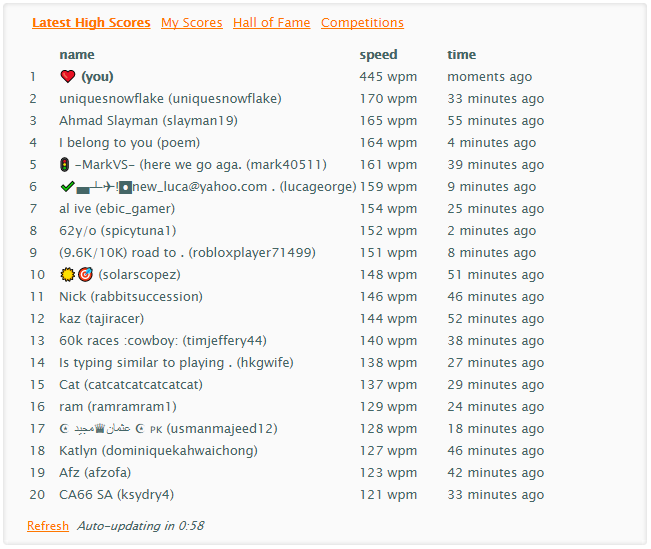 Latest High Scores My Scores Hall of Fame Competitions
name speed time
1 ❤️ (you) 445 wpm moments ago
2 uniquesnowflake (uniquesnowflake) 170 wpm 33 minutes ago
3 Ahmad Slayman (slayman19) 165 wpm 55 minutes ago
4 I belong to you (poem) 164 wpm 4 minutes ago
5 🚦 -MarkVS- (here we go aga. (mark40511) 161 wpm 39 minutes ago
6 ✔▄▅┴✈!◘new_luca@yahoo.com . (lucageorge) 159 wpm 9 minutes ago
7 al ive (ebic_gamer) 154 wpm 25 minutes ago
8 62y/o (spicytuna1) 152 wpm 2 minutes ago
9 (9.6K/10K) road to . (robloxplayer71499) 151 wpm 8 minutes ago
10 🌞🎯 (solarscopez) 148 wpm 51 minutes ago
11 Nick (rabbitsuccession) 146 wpm 46 minutes ago
12 kaz (tajiracer) 144 wpm 52 minutes ago
13 60k races :cowboy: (timjeffery44) 140 wpm 38 minutes ago
14 Is typing similar to playing . (hkgwife) 138 wpm 27 minutes ago
15 Cat (catcatcatcatcatcat) 137 wpm 29 minutes ago
16 ram (ramramram1) 129 wpm 24 minutes ago
17 ☪ عثمان♛مجید ☪ ᴘᴋ (usmanmajeed12) 128 wpm 18 minutes ago
18 Katlyn (dominiquekahwaichong) 127 wpm 46 minutes ago
19 Afz (afzofa) 123 wpm 42 minutes ago
20 CA66 SA (ksydry4) 121 wpm 33 minutes ago
Refresh Auto-updating in 0:58